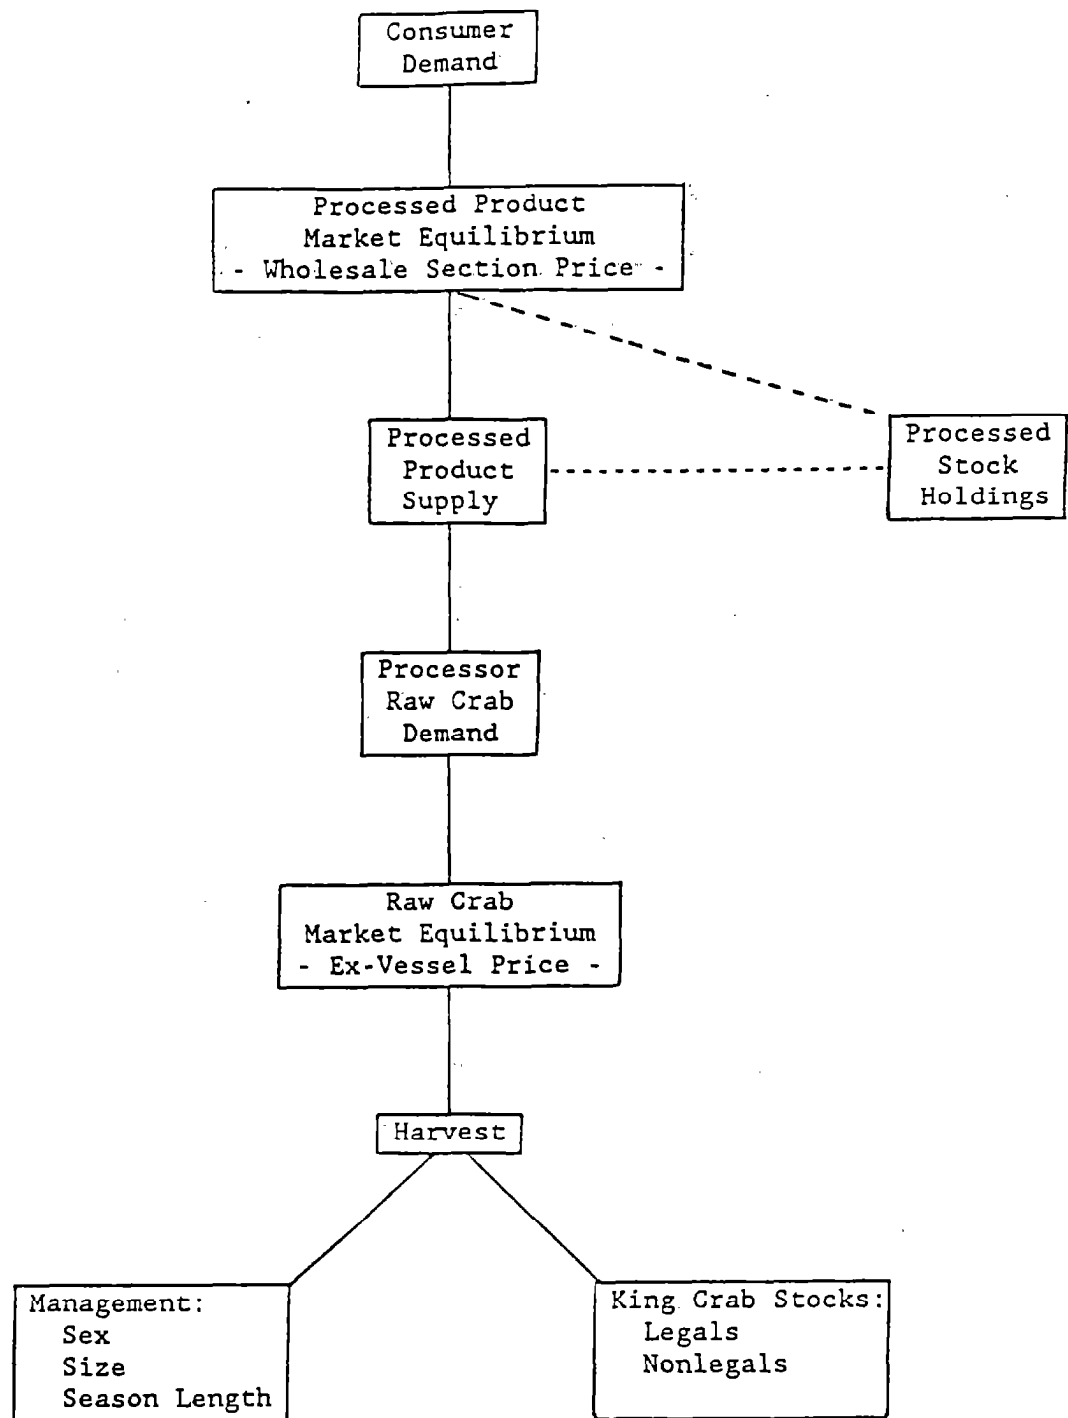 Consumer
Demand
Processed Product
Market Equilibrium
- Wholesale Section Price -
Processed
Product
Supply
Processed
Stock
Holdings
Processor
Raw Crab
Demand
Raw Crab
Market Equilibrium
- Ex-Vessel Price -
Harvest
Management:
Sex
Size
Season Length
King Crab Stocks:
Legals
Nonlegals